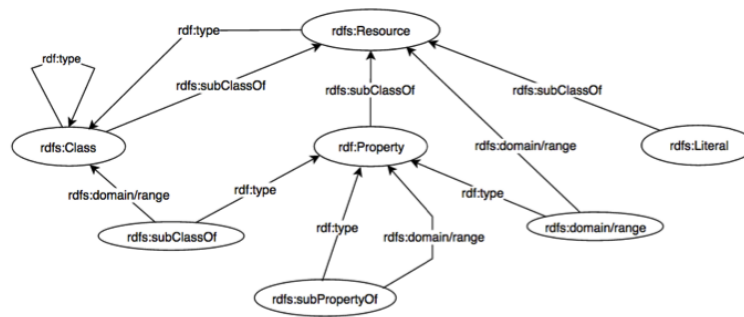 rdf:type
rdfs:Resource
rdf:type
rdfs:subClassOf
rdfs:subClassOf
rdfs:subClassOf
rdfs:Class
rdf:Property
rdfs:domain/range
rdfs:Literal
rdfs:domain/range
rdf:type
rdf:type
rdfs:subClassOf
rdf:type
rdfs:domain/range
rdfs:domain/range
rdfs:subPropertyOf